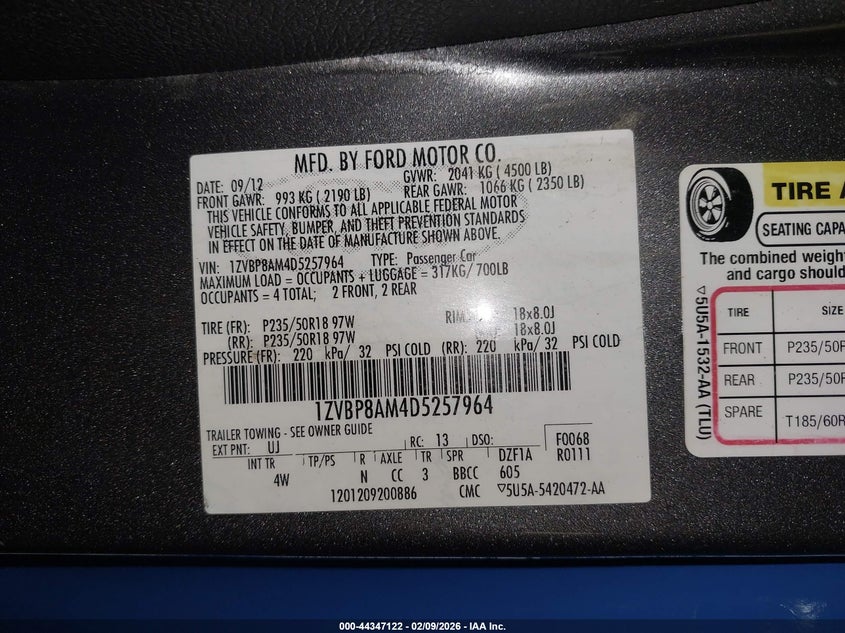 MFD. BY FORD MOTOR CO.
DATE: 09/12 GVWR: 2041 KG ( 4500 LB)
FRONT GAWR: 993 KG ( 2190 LB) REAR GAWR: 1066 KG ( 2350 LB)
THIS VEHICLE CONFORMS TO ALL APPLICABLE FEDERAL MOTOR
VEHICLE SAFETY, BUMPER, AND THEFT PREVENTION STANDARDS
IN EFFECT ON THE DATE OF MANUFACTURE SHOWN ABOVE.
VIN: 1ZVBP8AM4D5257964 TYPE: Passenger Car
MAXIMUM LOAD = OCCUPANTS + LUGGAGE = 317KG/ 700LB
OCCUPANTS = 4 TOTAL; 2 FRONT, 2 REAR
TIRE (FR): P235/50R18 97W RIM 18x8.0J
(RR): P235/50R18 97W 18x8.0J
PRESSURE (FR): 220 kPa/ 32 PSI COLD (RR): 220 kPa/ 32 PSI COLD
1ZVBP8AM4D5257964
TRAILER TOWING - SEE OWNER GUIDE
EXT PNT: UJ RC: 13 DSO: F0068
INT TR TP/PS R AXLE TR SPR DZF1A R0111
4W N CC 3 BBCC 605
1201209200886 CMC ▽5U5A-5420472-AA
TIRE A
SEATING CAPA
The combined weight
and cargo should
▽5U5A-1532-AA (TLU)
TIRE SIZE
FRONT P235/50R
REAR P235/50R
SPARE T185/60R
000-44347122 - 02/09/2026 - IAA Inc.